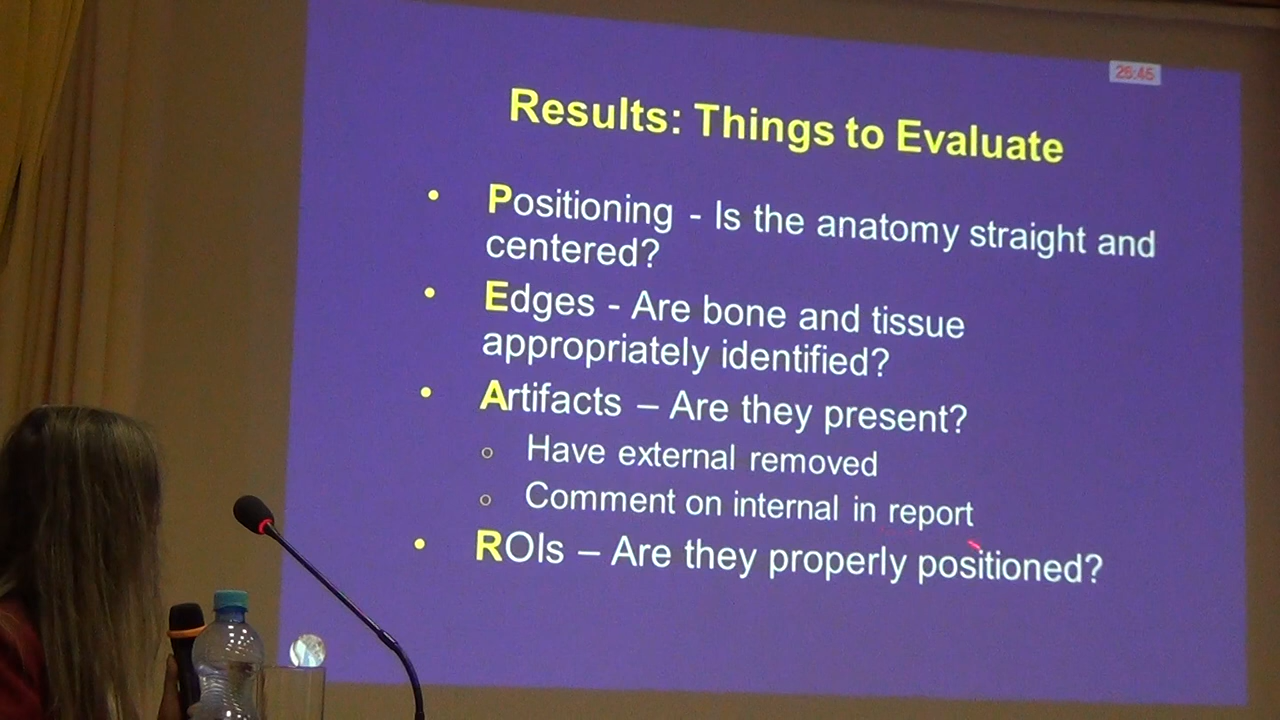 26:45
Results: Things to Evaluate
• Positioning - Is the anatomy straight and
centered?
• Edges - Are bone and tissue
appropriately identified?
• Artifacts – Are they present?
o Have external removed
o Comment on internal in report
• ROIs – Are they properly positioned?